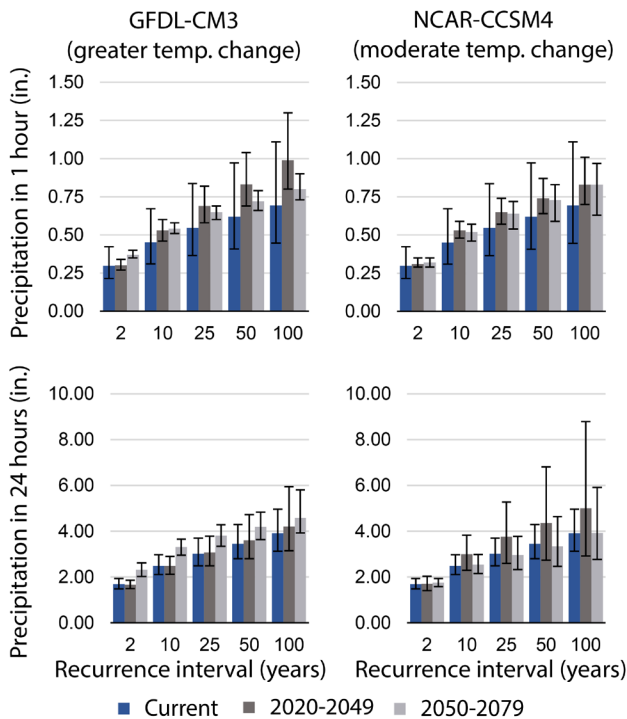 GFDL-CM3
(greater temp. change)
NCAR-CCSM4
(moderate temp. change)
Precipitation in 1 hour (in.)
1.50
1.25
1.00
0.75
0.50
0.25
0.00
2 10 25 50 100
1.50
1.25
1.00
0.75
0.50
0.25
0.00
2 10 25 50 100
Precipitation in 24 hours (in.)
10.00
8.00
6.00
4.00
2.00
0.00
2 10 25 50 100
Recurrence interval (years)
10.00
8.00
6.00
4.00
2.00
0.00
2 10 25 50 100
Recurrence interval (years)
Current 2020-2049 2050-2079